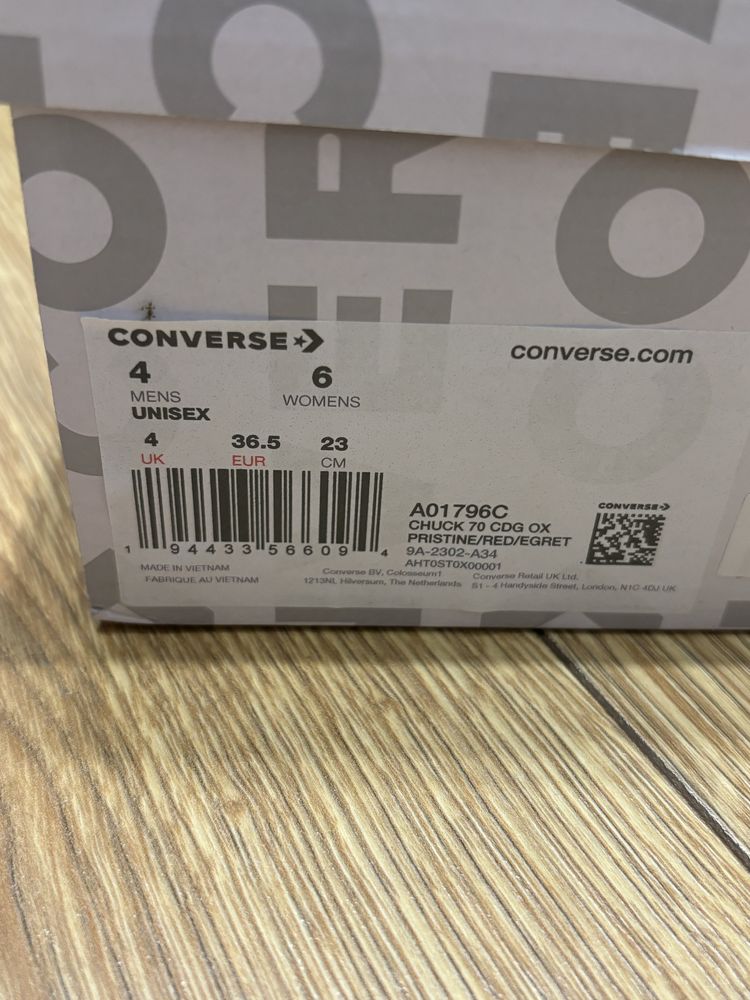 CONVERSE
converse.com
4 6
MENS WOMENS
UNISEX
4 36.5 23
UK EUR CM
1 94433 56609 4
A01796C
CHUCK 70 CDG OX
PRISTINE/RED/EGRET
9A-2302-A34
AHT0ST0X00001
CONVERSE
MADE IN VIETNAM
FABRIQUE AU VIETNAM
Converse BV, Colosseum1
1213NL Hilversum, The Netherlands
Converse Retail UK Ltd.
S1 - 4 Handyside Street, London, N1C 4DJ UK